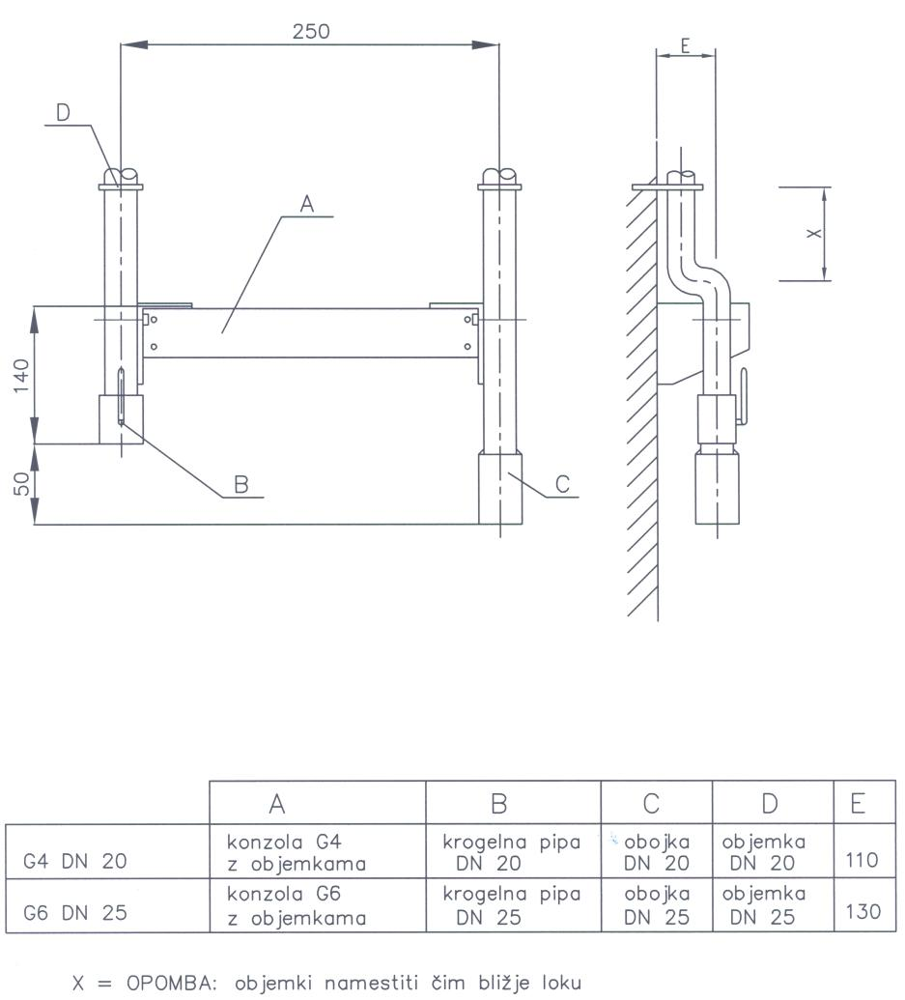 250
E
D
A
X
140
B
50
C
A B C D E
G4 DN 20 konzola G4 z objemkama krogelna pipa DN 20 obojka DN 20 objemka DN 20 110
G6 DN 25 konzola G6 z objemkama krogelna pipa DN 25 obojka DN 25 objemka DN 25 130
X = OPOMBA: objemki namestiti čim bližje loku